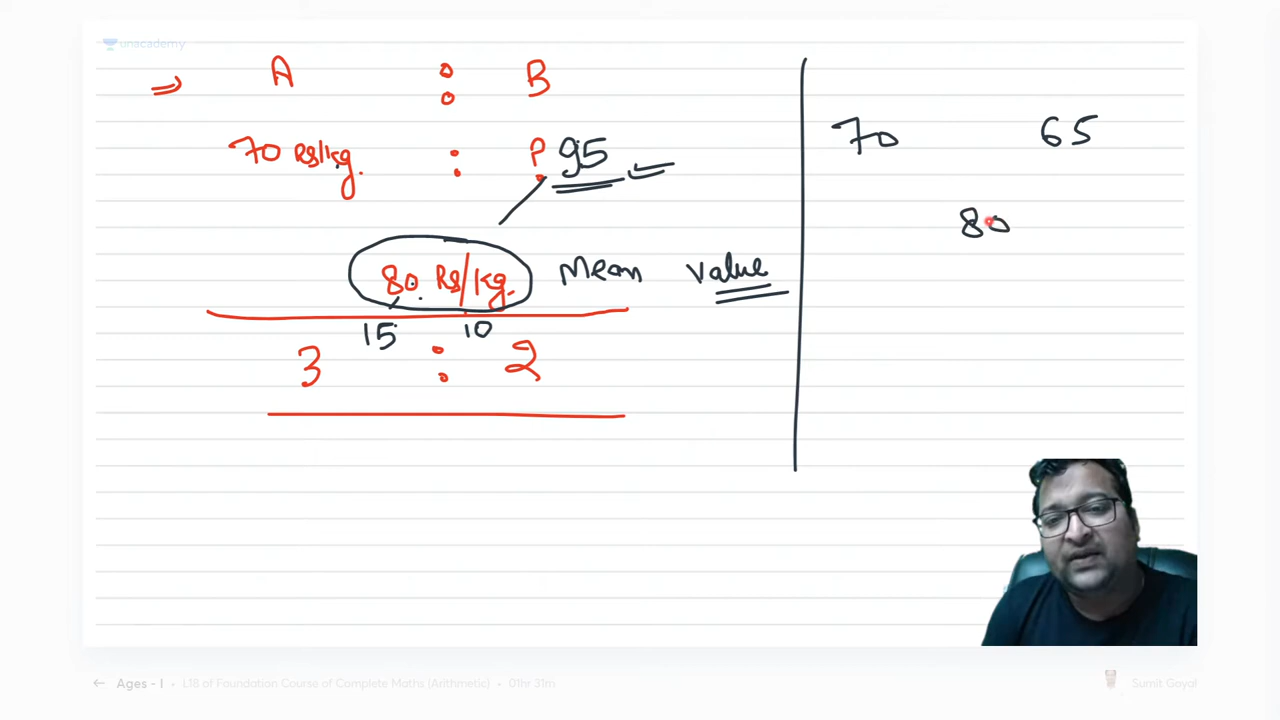 unacademy
⇒ A : B
70 Rs/kg. : P 95
80 Rs/kg. Mean value
15 10
3 : 2
70 65
80
← Ages - I • L18 of Foundation Course of Complete Maths (Arithmetic) • 01hr 31m
Sumit Goyal